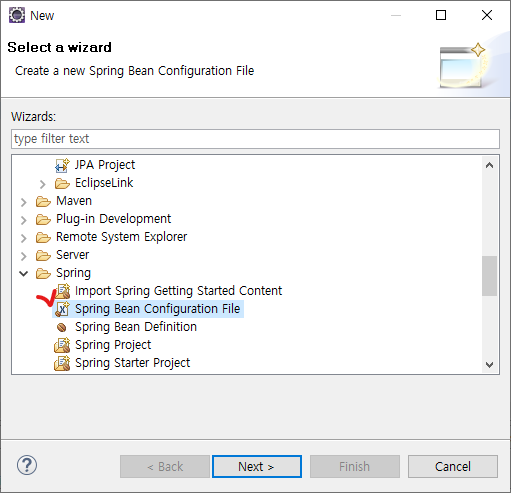 New
Select a wizard
Create a new Spring Bean Configuration File
Wizards:
type filter text
JPA Project
EclipseLink
Maven
Plug-in Development
Remote System Explorer
Server
Spring
Import Spring Getting Started Content
Spring Bean Configuration File
Spring Bean Definition
Spring Project
Spring Starter Project
?
< Back
Next >
Finish
Cancel